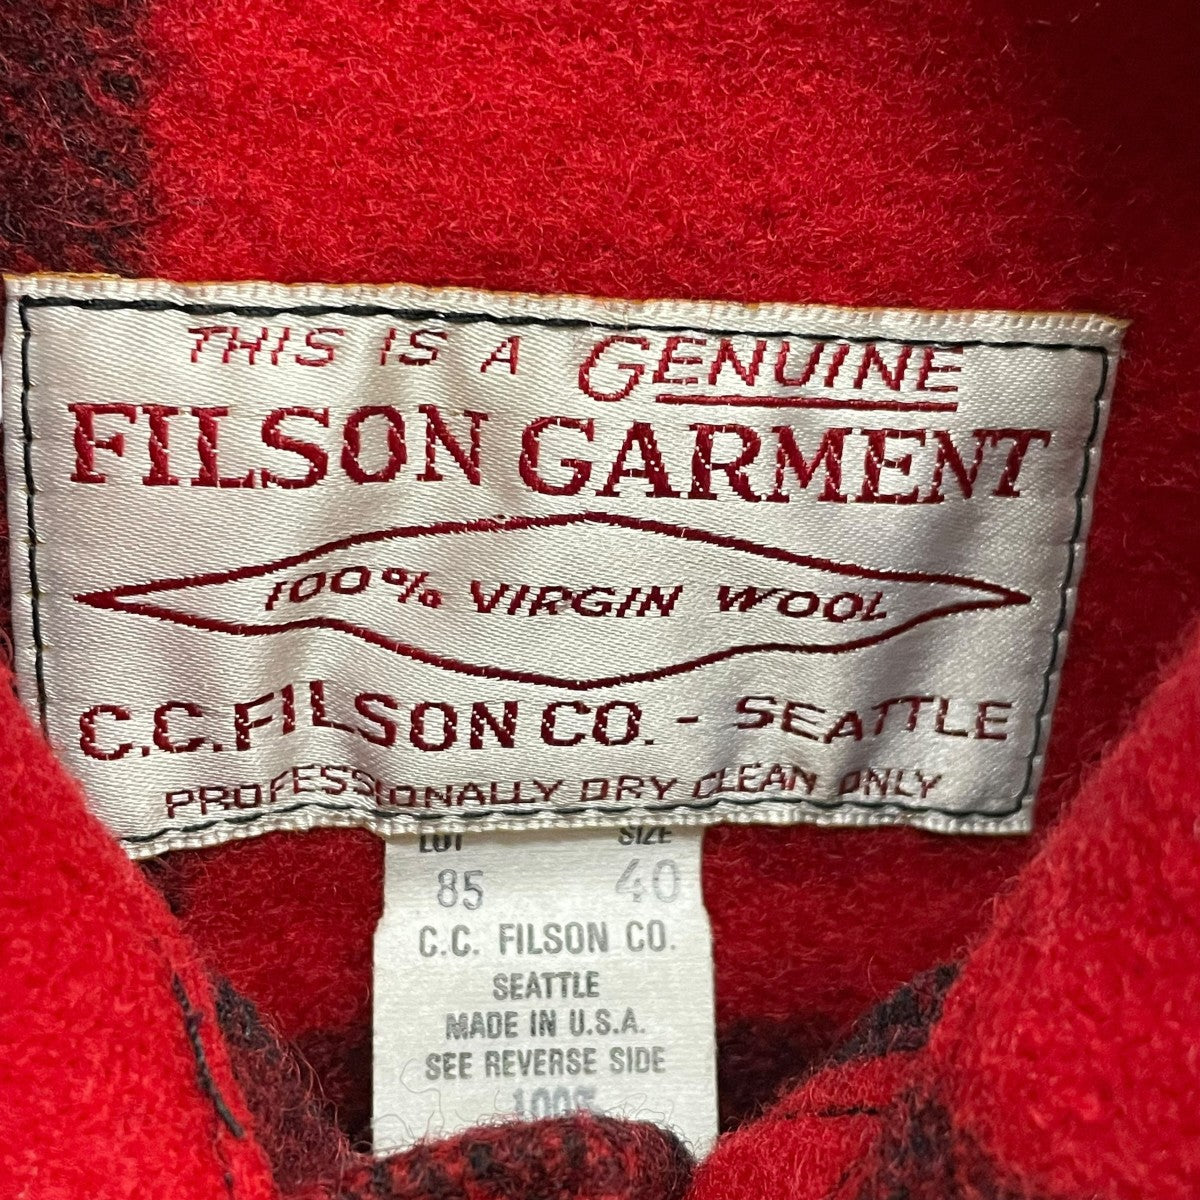 THIS IS A GENUINE
FILSON GARMENT
100% VIRGIN WOOL
C.C. FILSON CO. - SEATTLE
PROFESSIONALLY DRY CLEAN ONLY
LOT SIZE
85 40
C.C. FILSON CO.
SEATTLE
MADE IN U.S.A.
SEE REVERSE SIDE
100%